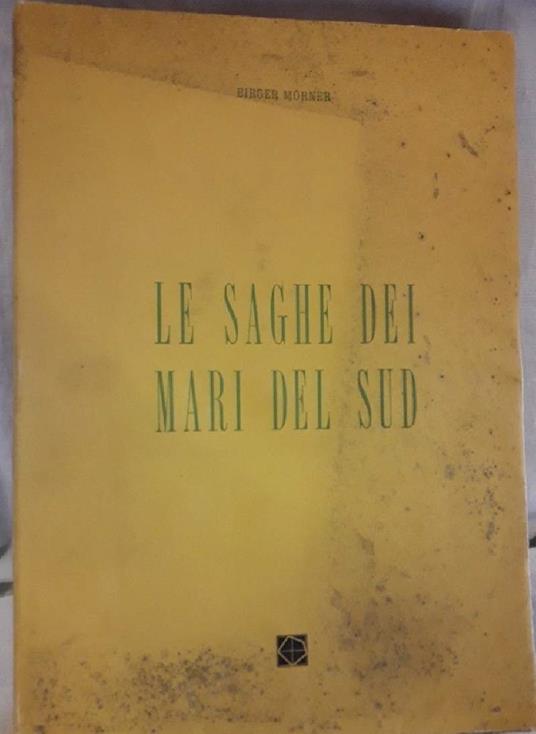 BIRGER MÖRNER
LE SAGHE DEI
MARI DEL SUD